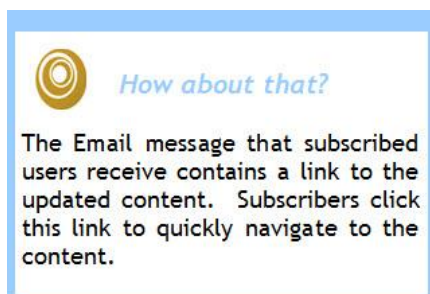 How about that?
The Email message that subscribed
users receive contains a link to the
updated content.  Subscribers click
this link to quickly navigate to the
content.